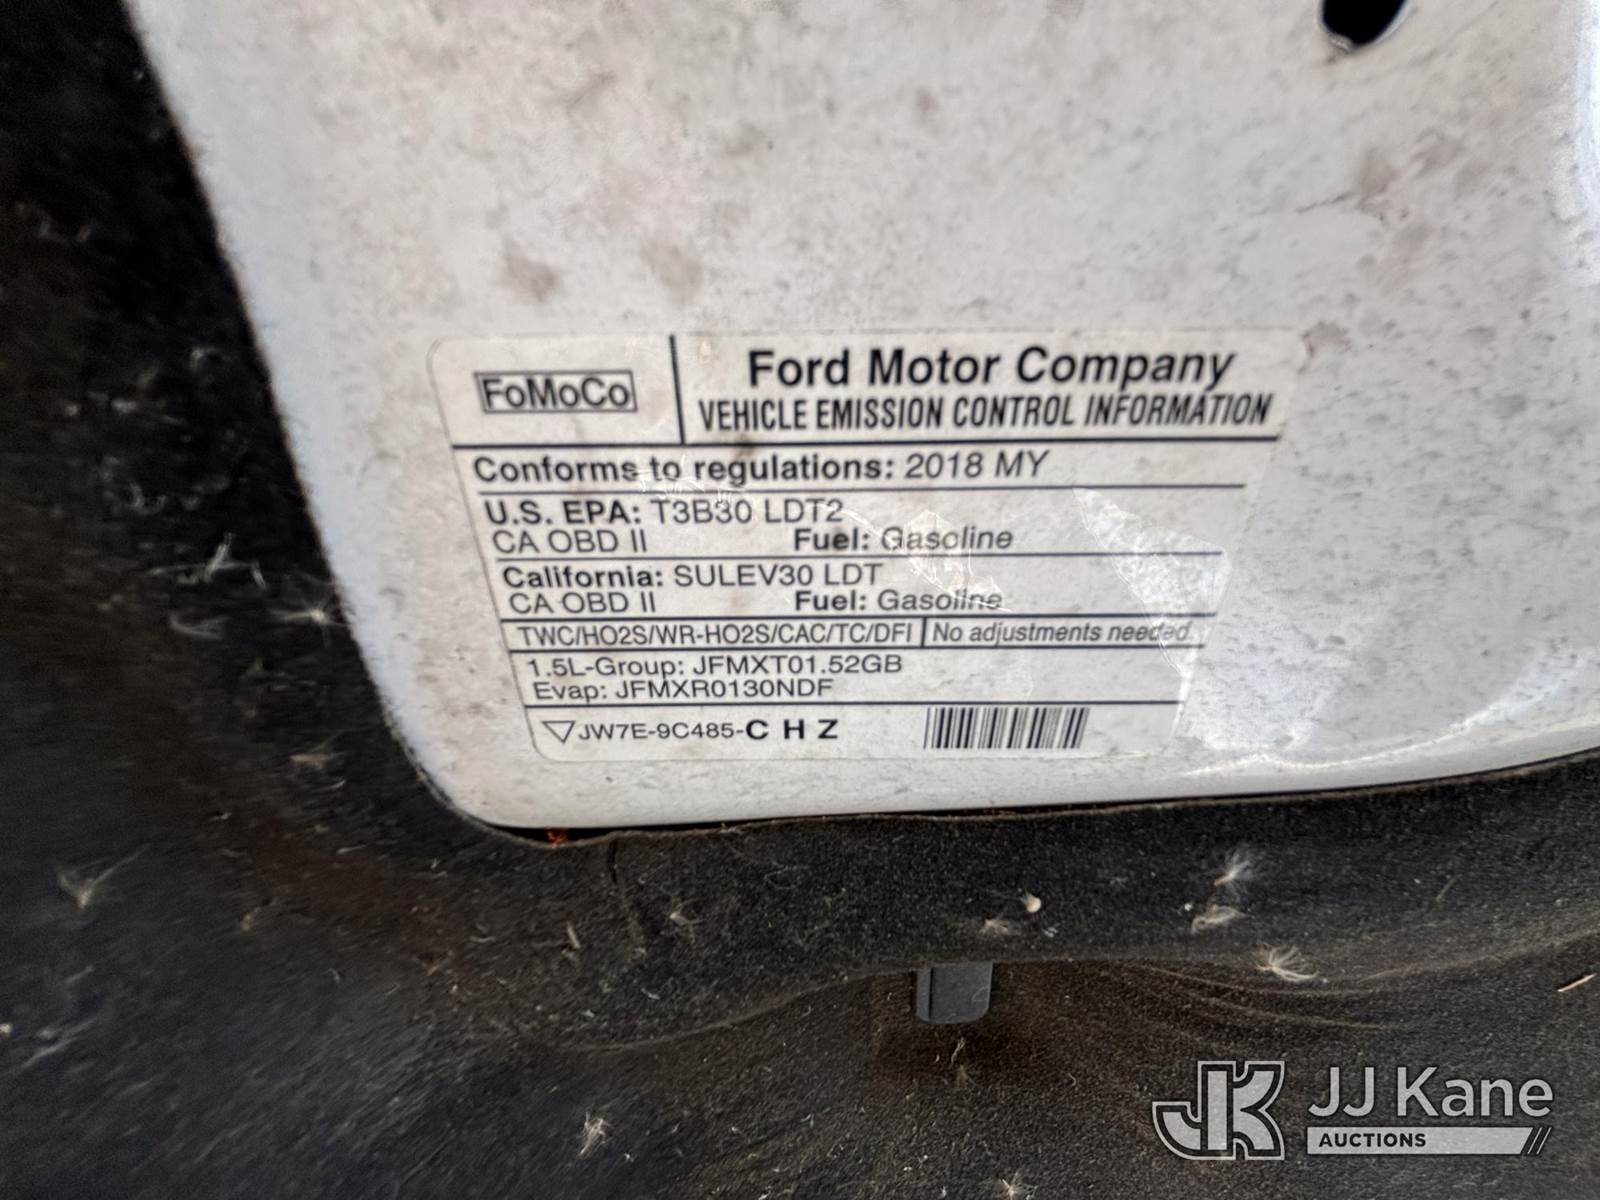 FoMoCo
Ford Motor Company
VEHICLE EMISSION CONTROL INFORMATION
Conforms to regulations: 2018 MY
U.S. EPA: T3B30 LDT2
CA OBD II Fuel: Gasoline
California: SULEV30 LDT
CA OBD II Fuel: Gasoline
TWC/HO2S/WR-HO2S/CAC/TC/DFI No adjustments needed.
1.5L-Group: JFMXT01.52GB
Evap: JFMXR0130NDF
JW7E-9C485-C H Z
JK JJ Kane
AUCTIONS